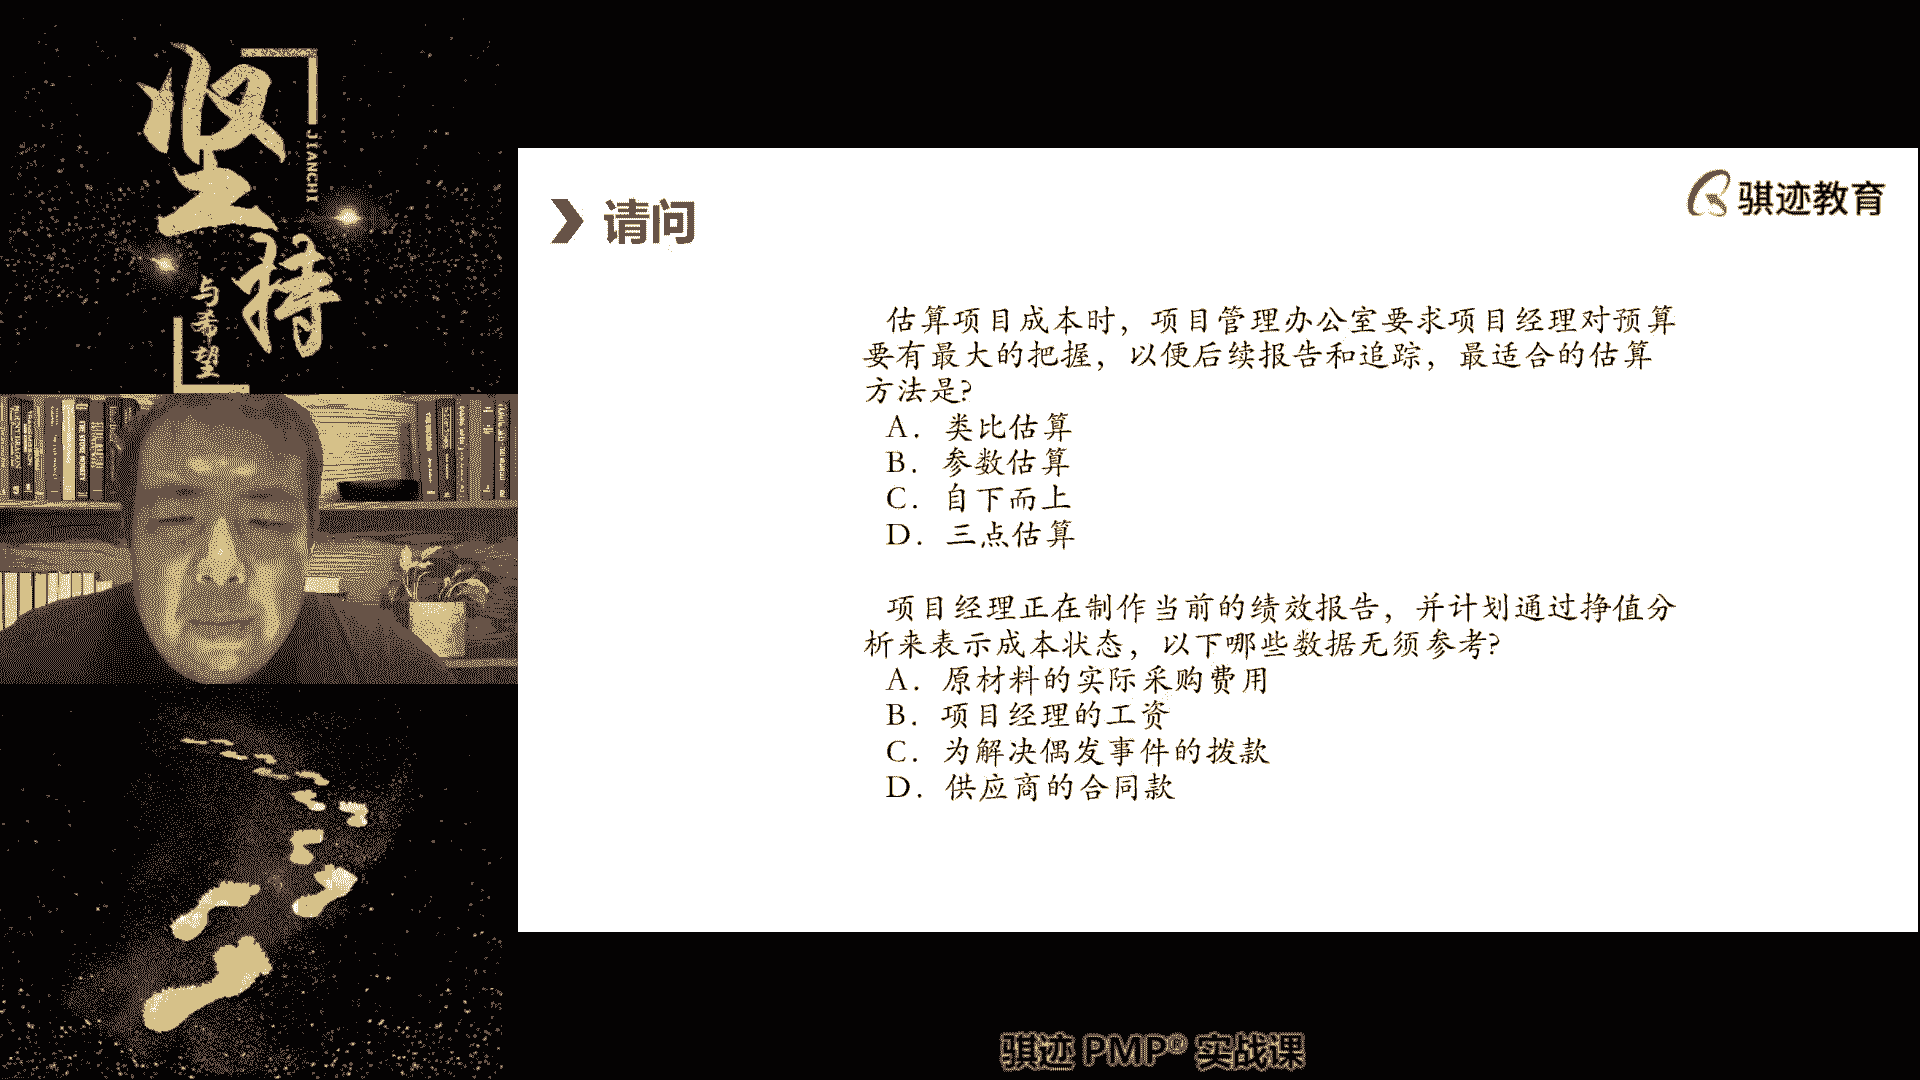 坚持
JIANCHI
与希望
请问
骐迹教育
估算项目成本时，项目管理办公室要求项目经理对预算
要有最大的把握，以便后续报告和追踪，最适合的估算
方法是?
A. 类比估算
B. 参数估算
C. 自下而上
D. 三点估算
项目经理正在制作当前的绩效报告，并计划通过挣值分
析来表示成本状态，以下哪些数据无须参考?
A. 原材料的实际采购费用
B. 项目经理的工资
C. 为解决偶发事件的拨款
D. 供应商的合同款
骐迹 PMP® 实战课